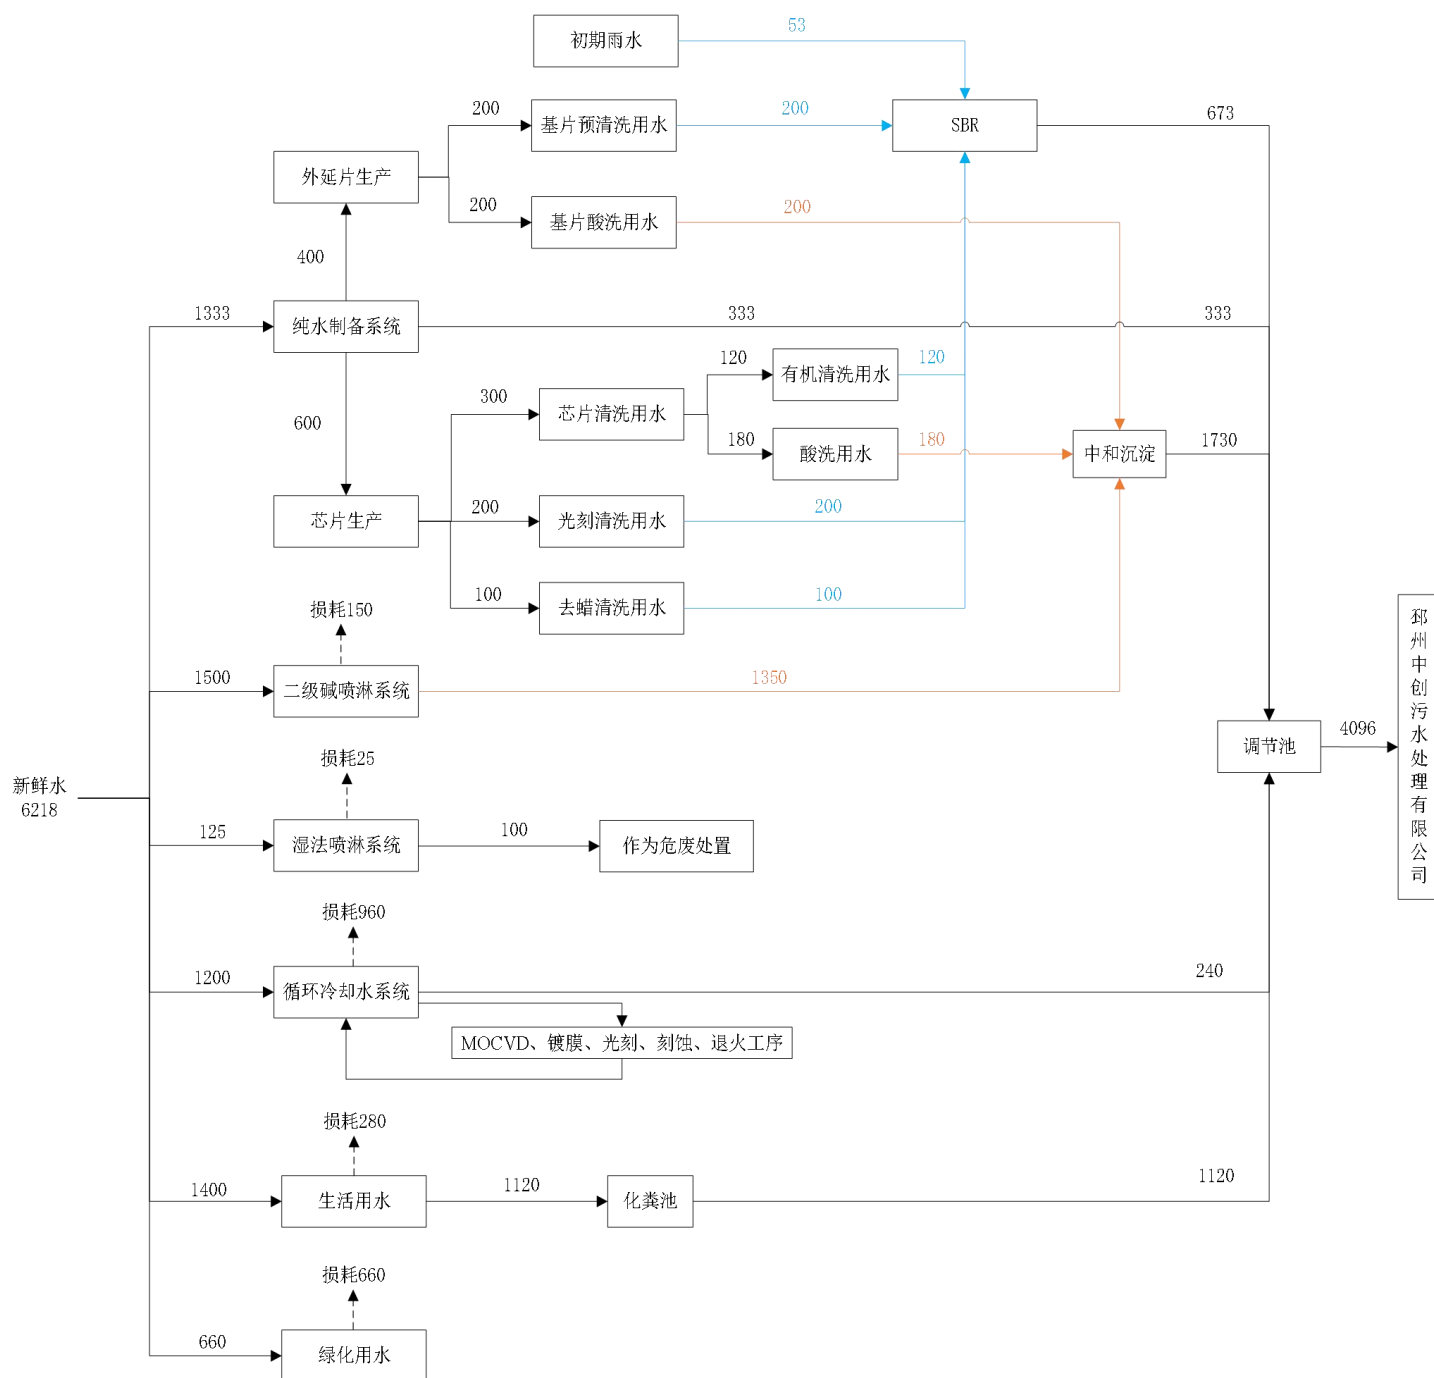 初期雨水
53
200
基片预清洗用水
200
SBR
673
外延片生产
200
基片酸洗用水
200
400
1333
纯水制备系统
333
333
120
有机清洗用水
120
300
芯片清洗用水
600
180
酸洗用水
180
中和沉淀
1730
芯片生产
200
光刻清洗用水
200
100
去蜡清洗用水
100
损耗150
1500
二级碱喷淋系统
1350
调节池
4096
邳州中创污水处理有限公司
损耗25
新鲜水
6218
125
湿法喷淋系统
100
作为危废处置
损耗960
1200
循环冷却水系统
240
MOCVD、镀膜、光刻、刻蚀、退火工序
损耗280
1400
生活用水
1120
化粪池
1120
损耗660
660
绿化用水